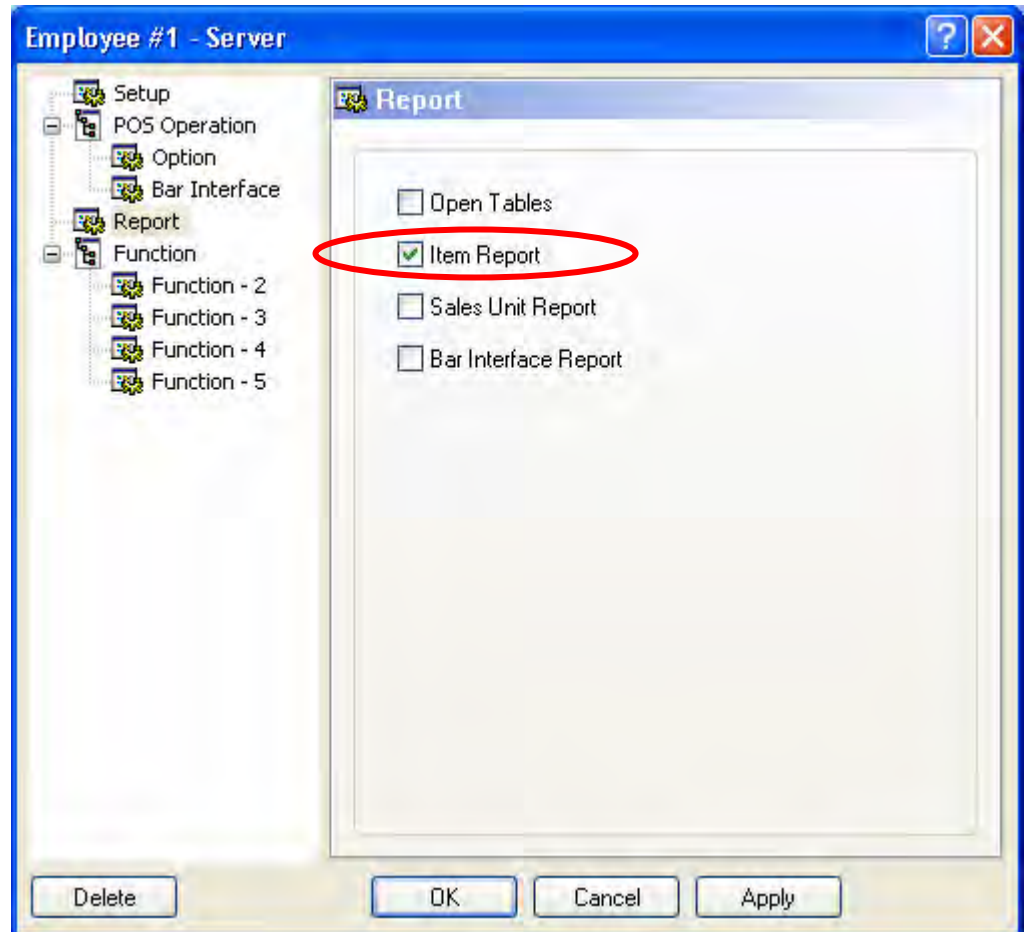 Employee #1 - Server
Setup
POS Operation
Option
Bar Interface
Report
Function
Function - 2
Function - 3
Function - 4
Function - 5
Report
Open Tables
Item Report
Sales Unit Report
Bar Interface Report
Delete
OK
Cancel
Apply